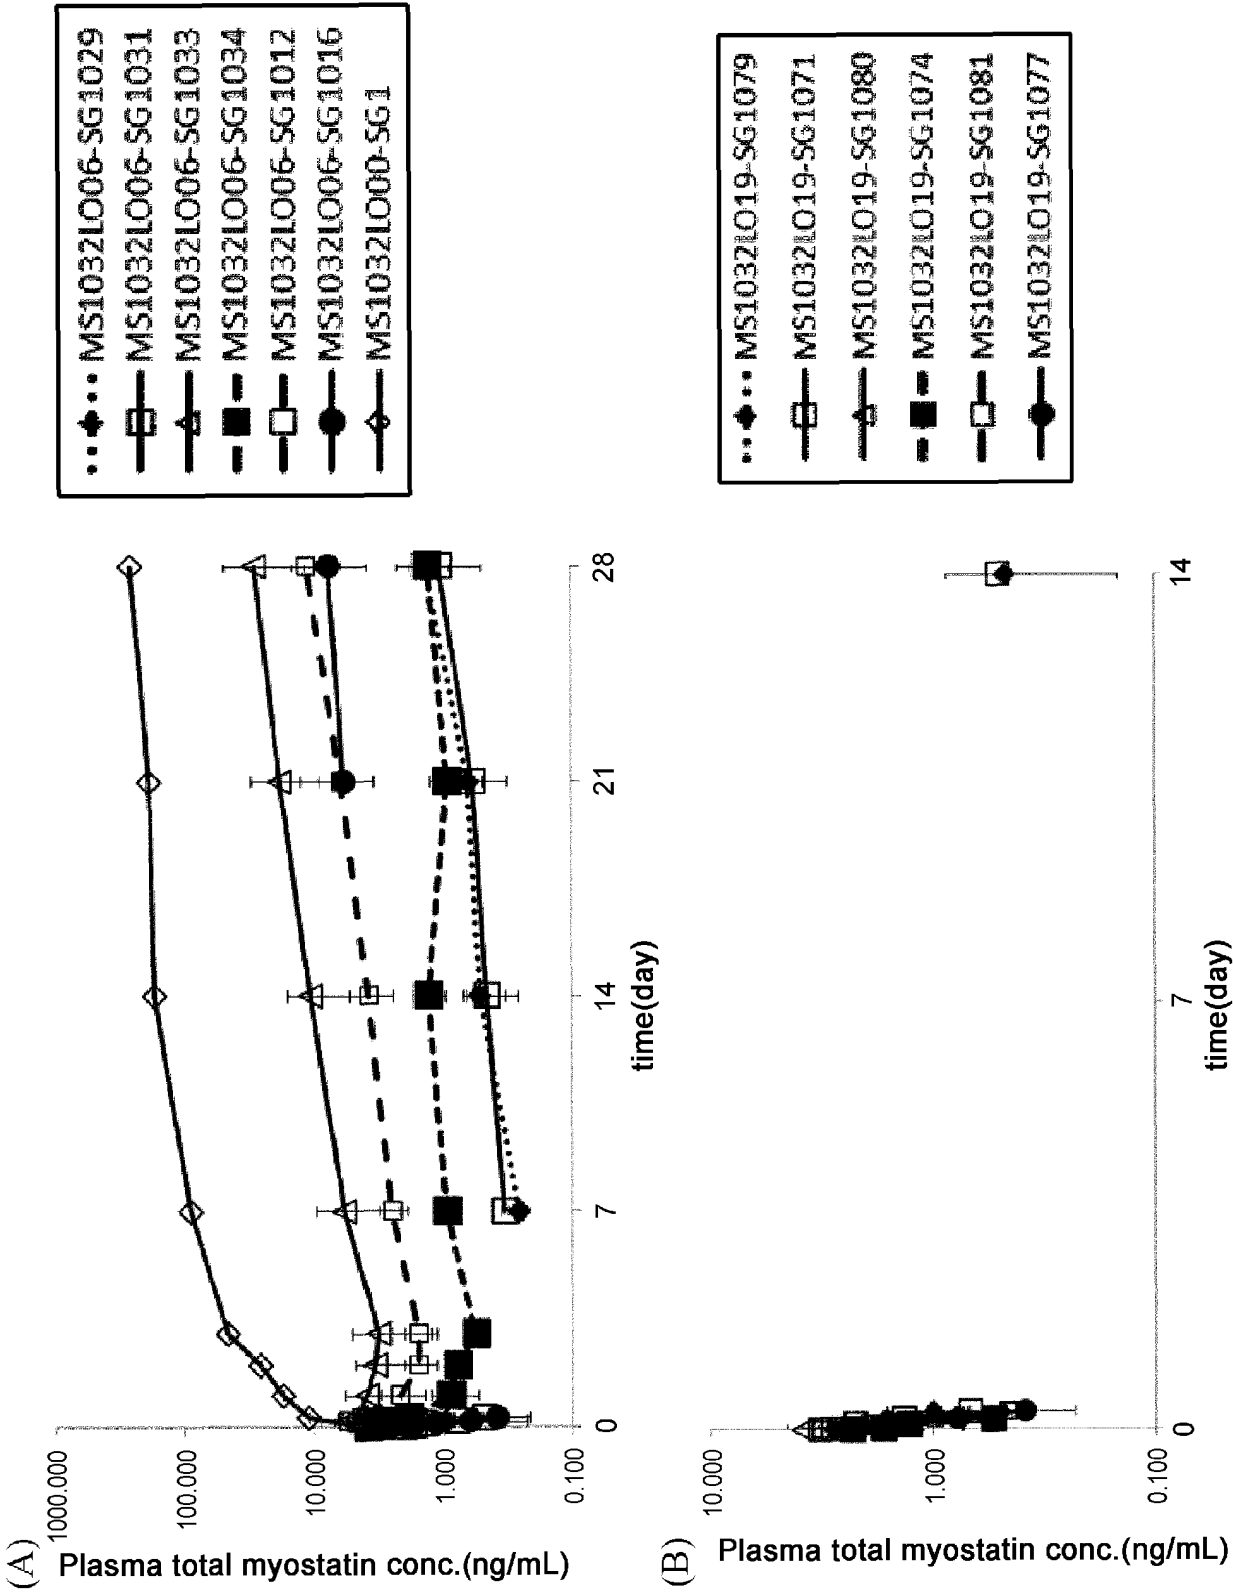 (A)
Plasma total myostatin conc.(ng/mL)
1000.000
100.000
10.000
1.000
0.100
0
7
14
21
28
time(day)
MS1032LO06-SG1029
MS1032LO06-SG1031
MS1032LO06-SG1033
MS1032LO06-SG1034
MS1032LO06-SG1012
MS1032LO06-SG1016
MS1032LO00-SG1
(B)
Plasma total myostatin conc.(ng/mL)
10.000
1.000
0.100
0
7
14
time(day)
MS1032LO19-SG1079
MS1032LO19-SG1071
MS1032LO19-SG1080
MS1032LO19-SG1074
MS1032LO19-SG1081
MS1032LO19-SG1077